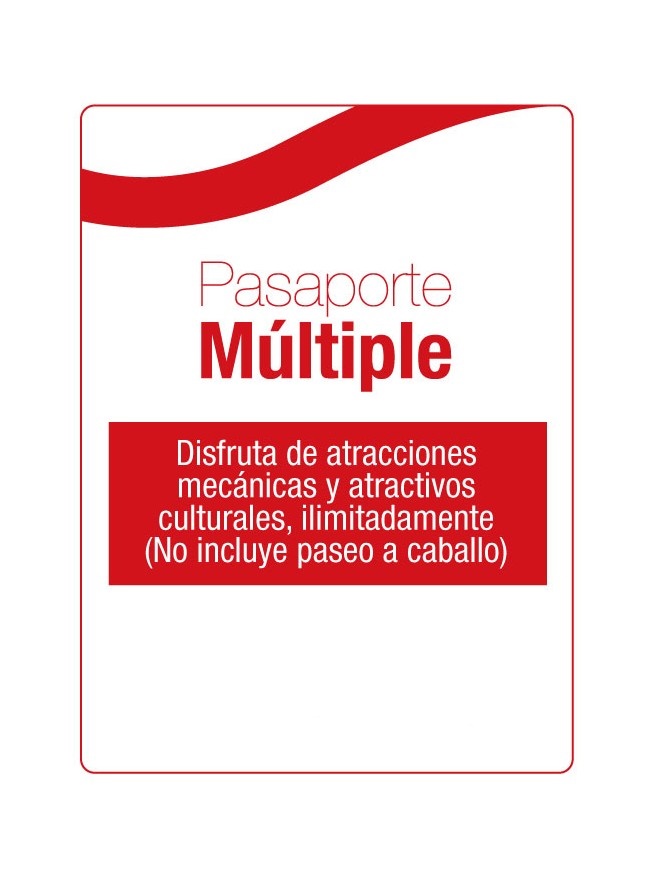 Pasaporte
Múltiple
Disfruta de atracciones
mecánicas y atractivos
culturales, ilimitadamente
(No incluye paseo a caballo)